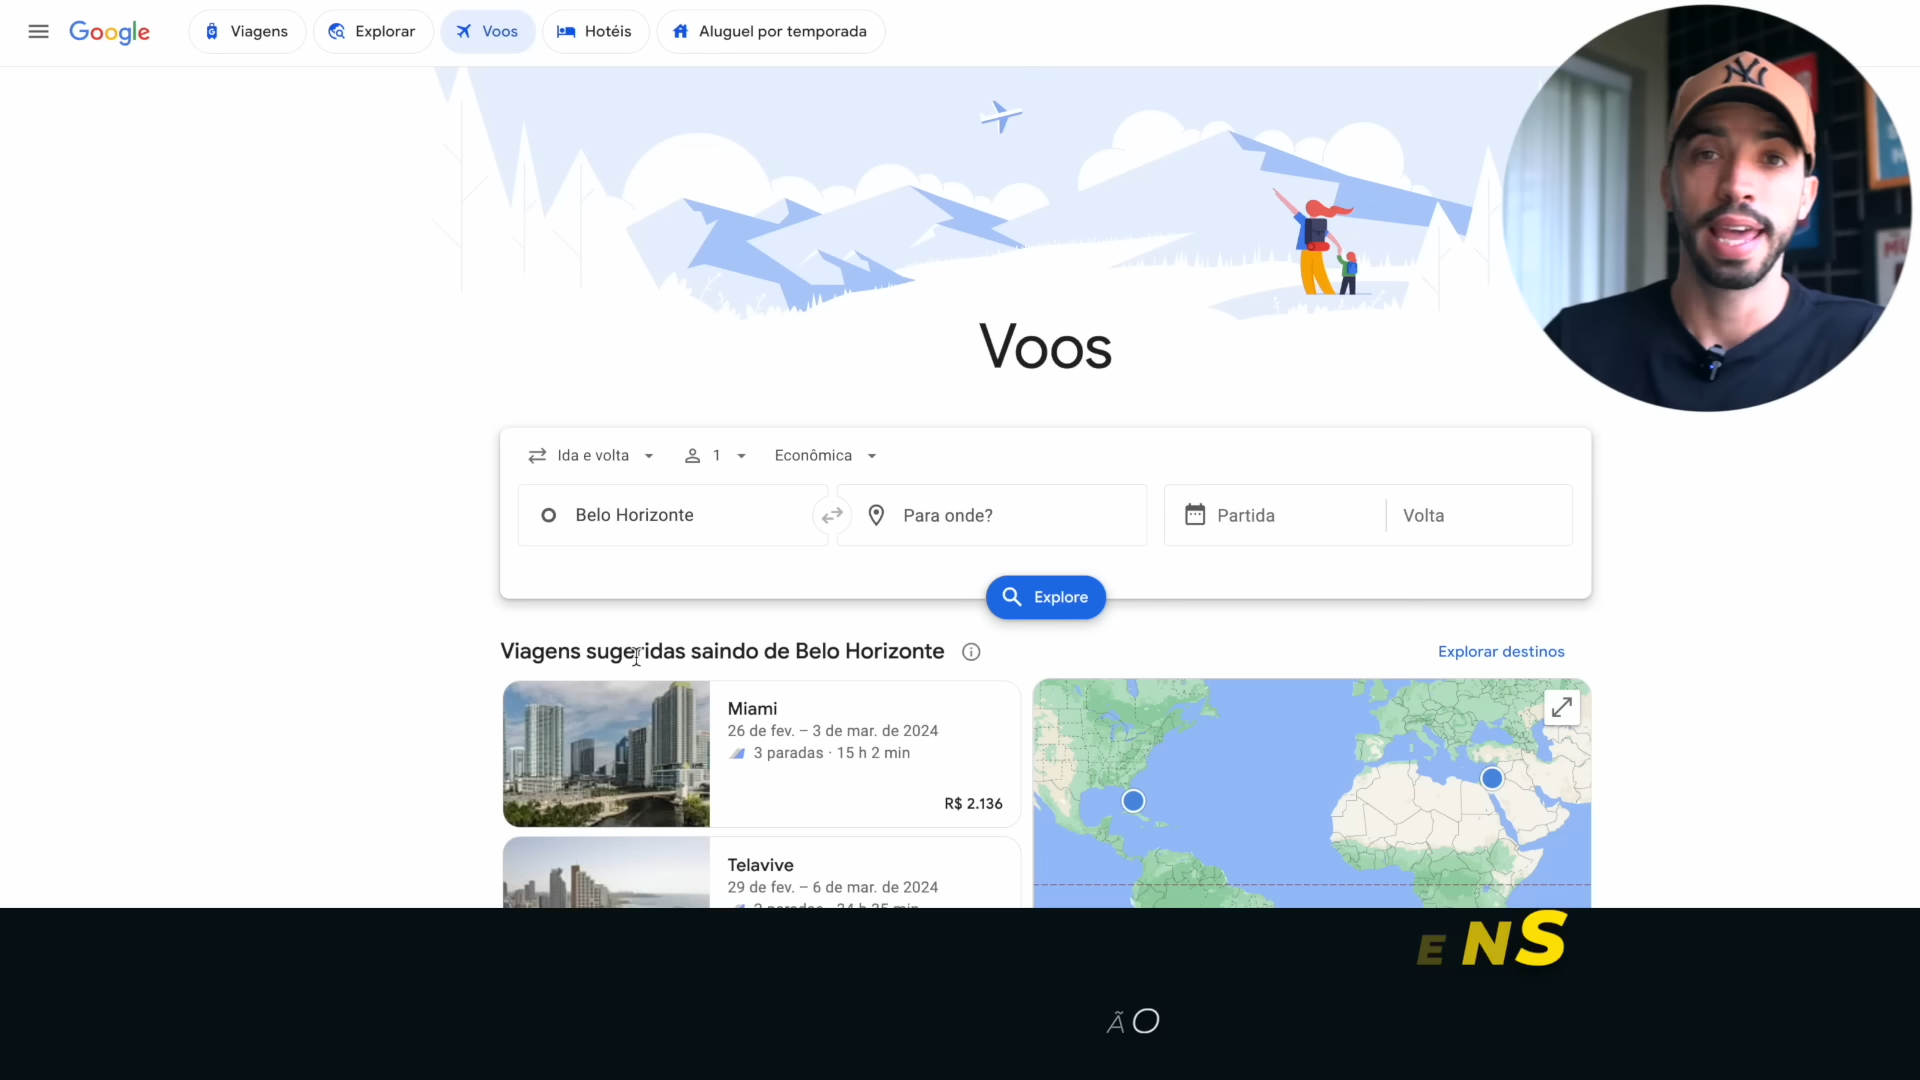 Google
Viagens
Explorar
Voos
Hotéis
Aluguel por temporada
NY
Voos
Ida e volta
1
Econômica
Belo Horizonte
Para onde?
Partida
Volta
Explore
Viagens sugeridas saindo de Belo Horizonte
Explorar destinos
Miami
26 de fev. – 3 de mar. de 2024
3 paradas · 15 h 2 min
R$ 2.136
Telavive
29 de fev. – 6 de mar. de 2024
ENS
ÃO